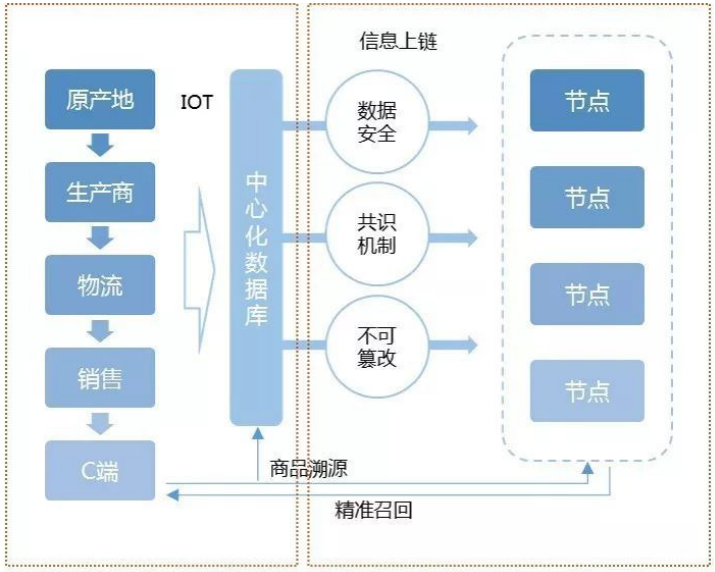 原产地
生产商
物流
销售
C端
IOT
中心化数据库
信息上链
数据
安全
共识
机制
不可
篡改
节点
节点
节点
节点
商品溯源
精准召回